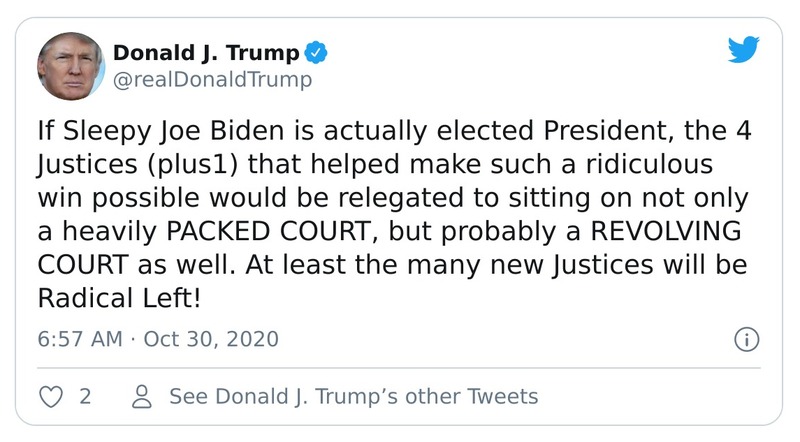 Donald J. Trump
@realDonaldTrump
If Sleepy Joe Biden is actually elected President, the 4
Justices (plus1) that helped make such a ridiculous
win possible would be relegated to sitting on not only
a heavily PACKED COURT, but probably a REVOLVING
COURT as well. At least the many new Justices will be
Radical Left!
6:57 AM · Oct 30, 2020
2 See Donald J. Trump’s other Tweets